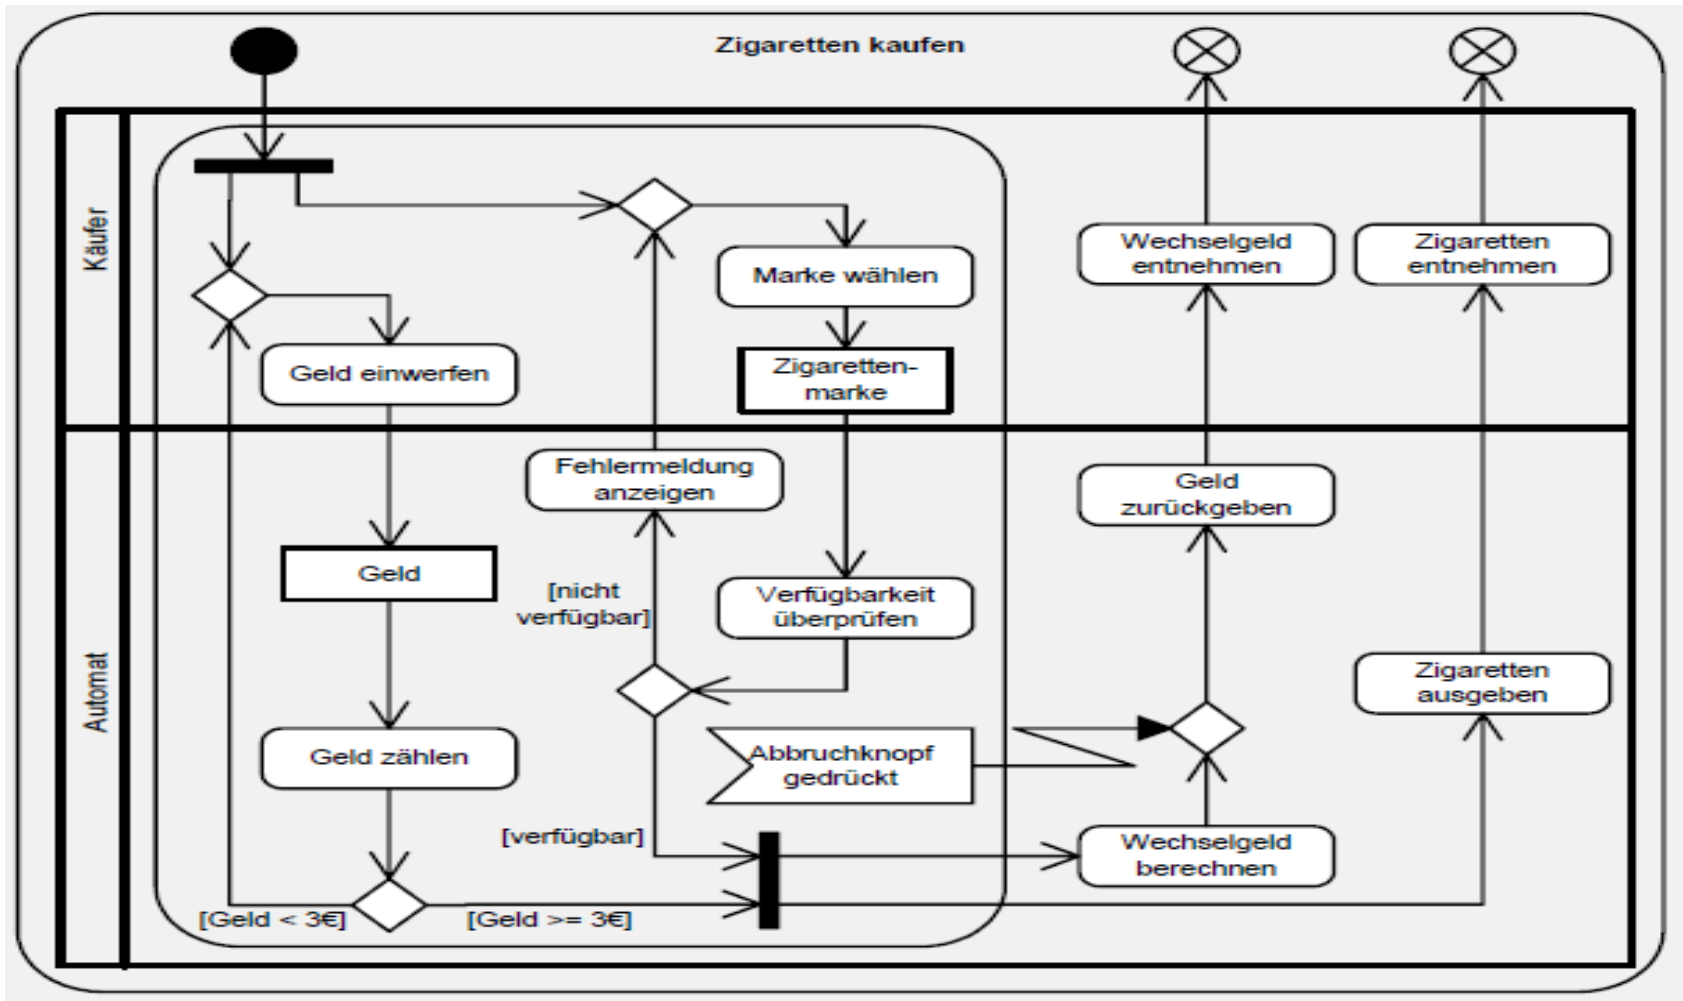 Zigaretten kaufen
Käufer
Marke wählen
Wechselgeld
entnehmen
Zigaretten
entnehmen
Geld einwerfen
Zigaretten-
marke
Automat
Fehlermeldung
anzeigen
Geld
zurückgeben
Geld
[nicht
verfügbar]
Verfügbarkeit
überprüfen
Zigaretten
ausgeben
Geld zählen
Abbruchknopf
gedrückt
[verfügbar]
Wechselgeld
berechnen
[Geld < 3€]
[Geld >= 3€]